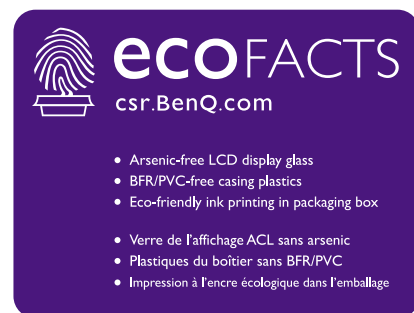 ecoFACTS
csr.BenQ.com
• Arsenic-free LCD display glass
• BFR/PVC-free casing plastics
• Eco-friendly ink printing in packaging box
• Verre de l'affichage ACL sans arsenic
• Plastiques du boîtier sans BFR/PVC
• Impression à l'encre écologique dans l'emballage